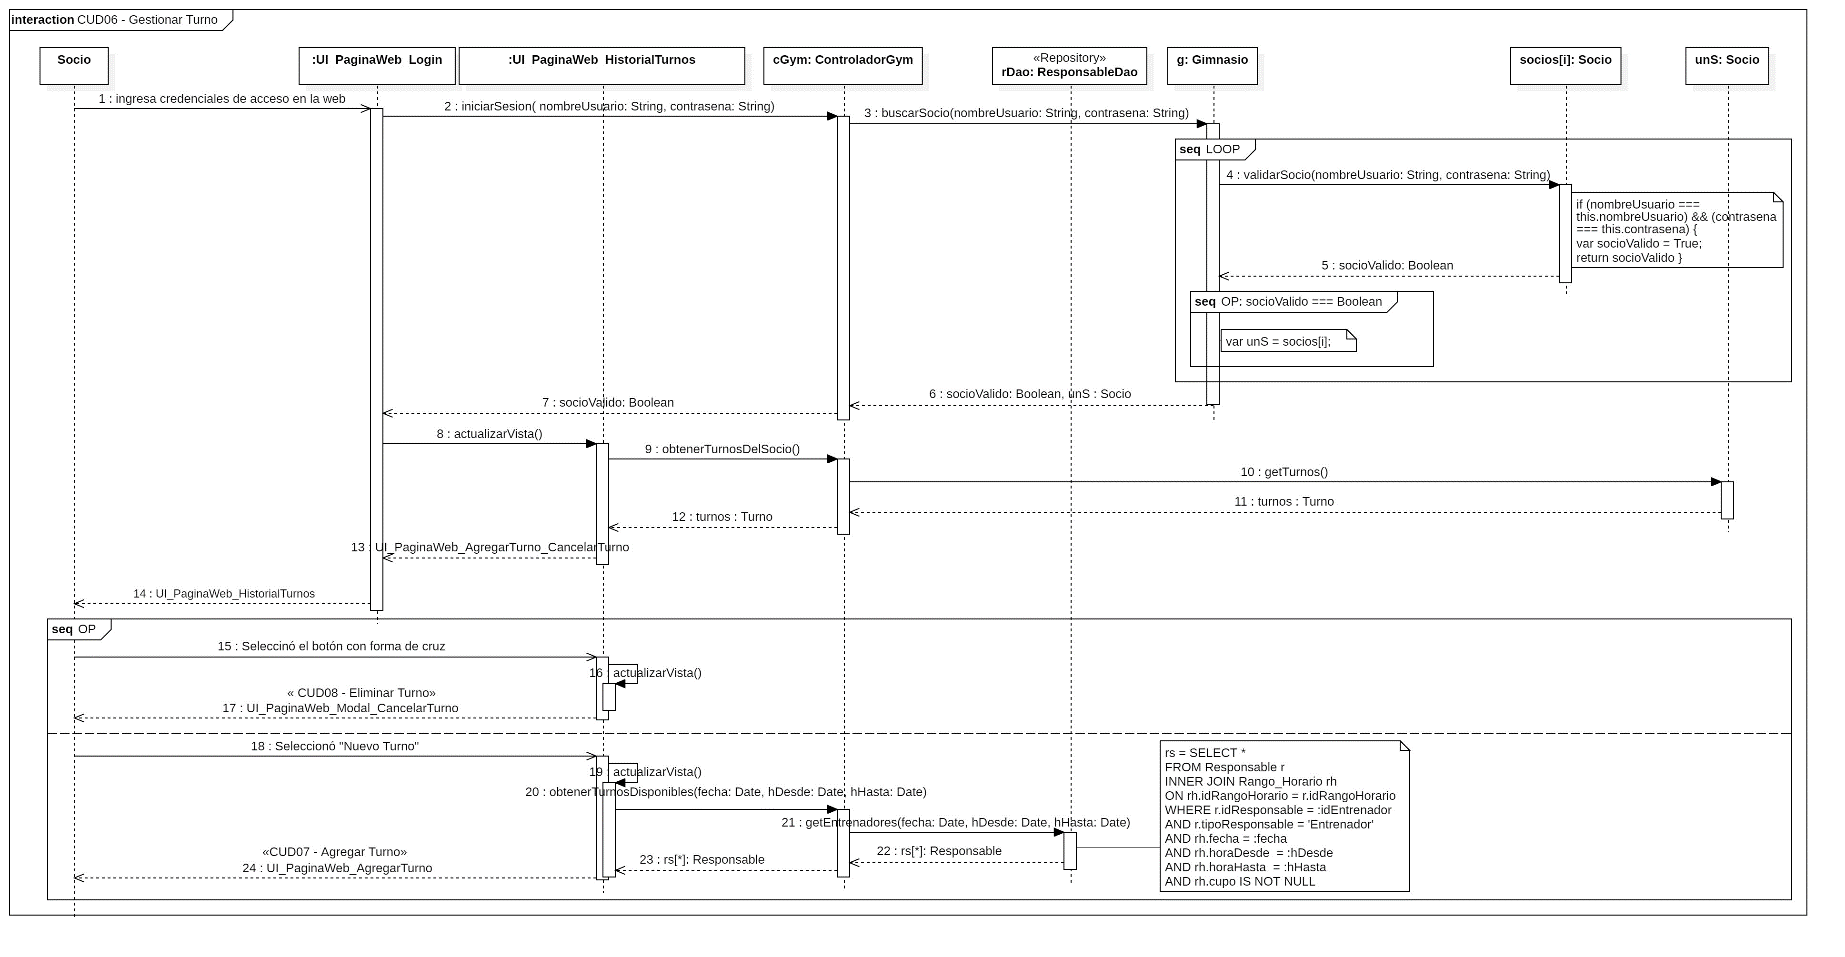 interaction CUD06 - Gestionar Turno
Socio
:UI_PaginaWeb_Login
:UI_PaginaWeb_HistorialTurnos
cGym: ControladorGym
«Repository»
rDao: ResponsableDao
g: Gimnasio
socios[i]: Socio
unS: Socio
1 : ingresa credenciales de acceso en la web
2 : iniciarSesion( nombreUsuario: String, contrasena: String)
3 : buscarSocio(nombreUsuario: String, contrasena: String)
seq LOOP
4 : validarSocio(nombreUsuario: String, contrasena: String)
if (nombreUsuario ===
this.nombreUsuario) && (contrasena
=== this.contrasena) {
var socioValido = True;
return socioValido }
5 : socioValido: Boolean
seq OP: socioValido === Boolean
var unS = socios[i];
6 : socioValido: Boolean, unS : Socio
7 : socioValido: Boolean
8 : actualizarVista()
9 : obtenerTurnosDelSocio()
10 : getTurnos()
11 : turnos : Turno
12 : turnos : Turno
13 : UI_PaginaWeb_AgregarTurno_CancelarTurno
14 : UI_PaginaWeb_HistorialTurnos
seq OP
15 : Seleccinó el botón con forma de cruz
16 : actualizarVista()
« CUD08 - Eliminar Turno»
17 : UI_PaginaWeb_Modal_CancelarTurno
18 : Seleccionó "Nuevo Turno"
19 : actualizarVista()
20 : obtenerTurnosDisponibles(fecha: Date, hDesde: Date, hHasta: Date)
21 : getEntrenadores(fecha: Date, hDesde: Date, hHasta: Date)
22 : rs[*]: Responsable
23 : rs[*]: Responsable
«CUD07 - Agregar Turno»
24 : UI_PaginaWeb_AgregarTurno
rs = SELECT *
FROM Responsable r
INNER JOIN Rango_Horario rh
ON rh.idRangoHorario = r.idRangoHorario
WHERE r.idResponsable = :idEntrenador
AND r.tipoResponsable = 'Entrenador'
AND rh.fecha = :fecha
AND rh.horaDesde  = :hDesde
AND rh.horaHasta  = :hHasta
AND rh.cupo IS NOT NULL